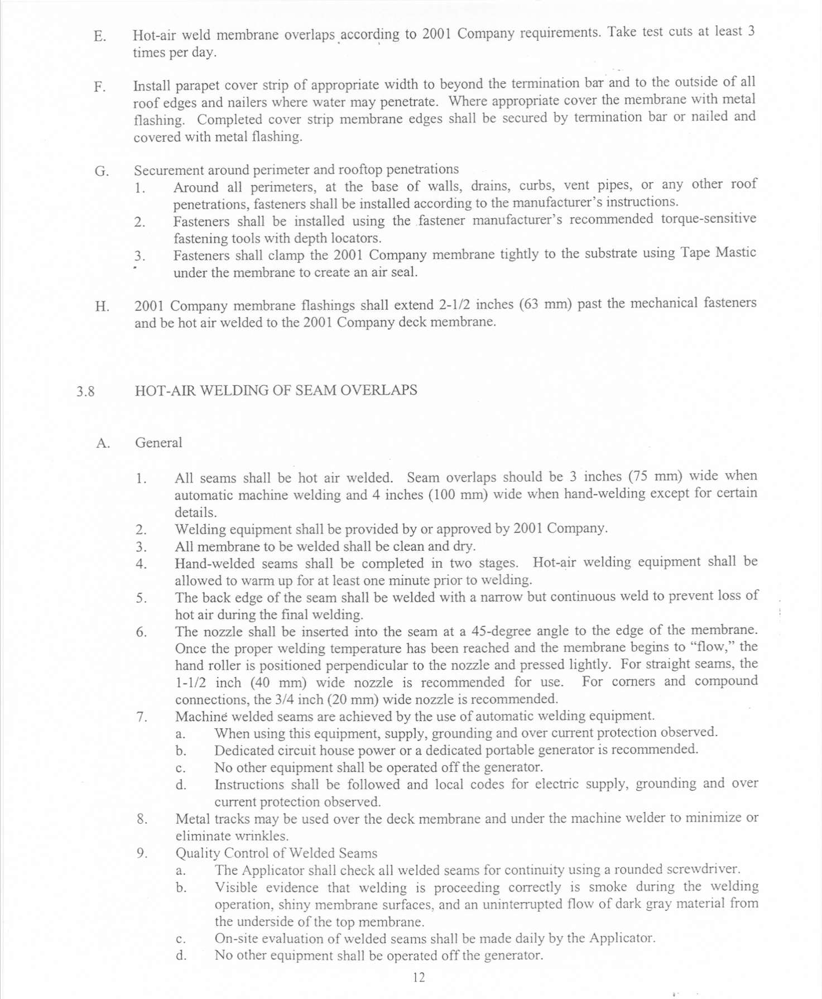 E. Hot-air weld membrane overlaps according to 2001 Company requirements. Take test cuts at least 3
times per day.
F. Install parapet cover strip of appropriate width to beyond the termination bar and to the outside of all
roof edges and nailers where water may penetrate. Where appropriate cover the membrane with metal
flashing. Completed cover strip membrane edges shall be secured by termination bar or nailed and
covered with metal flashing.
G. Securement around perimeter and rooftop penetrations
1. Around all perimeters, at the base of walls, drains, curbs, vent pipes, or any other roof
penetrations, fasteners shall be installed according to the manufacturer's instructions.
2. Fasteners shall be installed using the fastener manufacturer's recommended torque-sensitive
fastening tools with depth locators.
3. Fasteners shall clamp the 2001 Company membrane tightly to the substrate using Tape Mastic
under the membrane to create an air seal.
H. 2001 Company membrane flashings shall extend 2-1/2 inches (63 mm) past the mechanical fasteners
and be hot air welded to the 2001 Company deck membrane.
3.8 HOT-AIR WELDING OF SEAM OVERLAPS
A. General
1. All seams shall be hot air welded. Seam overlaps should be 3 inches (75 mm) wide when
automatic machine welding and 4 inches (100 mm) wide when hand-welding except for certain
details.
2. Welding equipment shall be provided by or approved by 2001 Company.
3. All membrane to be welded shall be clean and dry.
4. Hand-welded seams shall be completed in two stages. Hot-air welding equipment shall be
allowed to warm up for at least one minute prior to welding.
5. The back edge of the seam shall be welded with a narrow but continuous weld to prevent loss of
hot air during the final welding.
6. The nozzle shall be inserted into the seam at a 45-degree angle to the edge of the membrane.
Once the proper welding temperature has been reached and the membrane begins to “flow,” the
hand roller is positioned perpendicular to the nozzle and pressed lightly. For straight seams, the
1-1/2 inch (40 mm) wide nozzle is recommended for use. For corners and compound
connections, the 3/4 inch (20 mm) wide nozzle is recommended.
7. Machine welded seams are achieved by the use of automatic welding equipment.
a. When using this equipment, supply, grounding and over current protection observed.
b. Dedicated circuit house power or a dedicated portable generator is recommended.
c. No other equipment shall be operated off the generator.
d. Instructions shall be followed and local codes for electric supply, grounding and over
current protection observed.
8. Metal tracks may be used over the deck membrane and under the machine welder to minimize or
eliminate wrinkles.
9. Quality Control of Welded Seams
a. The Applicator shall check all welded seams for continuity using a rounded screwdriver.
b. Visible evidence that welding is proceeding correctly is smoke during the welding
operation, shiny membrane surfaces, and an uninterrupted flow of dark gray material from
the underside of the top membrane.
c. On-site evaluation of welded seams shall be made daily by the Applicator.
d. No other equipment shall be operated off the generator.
12